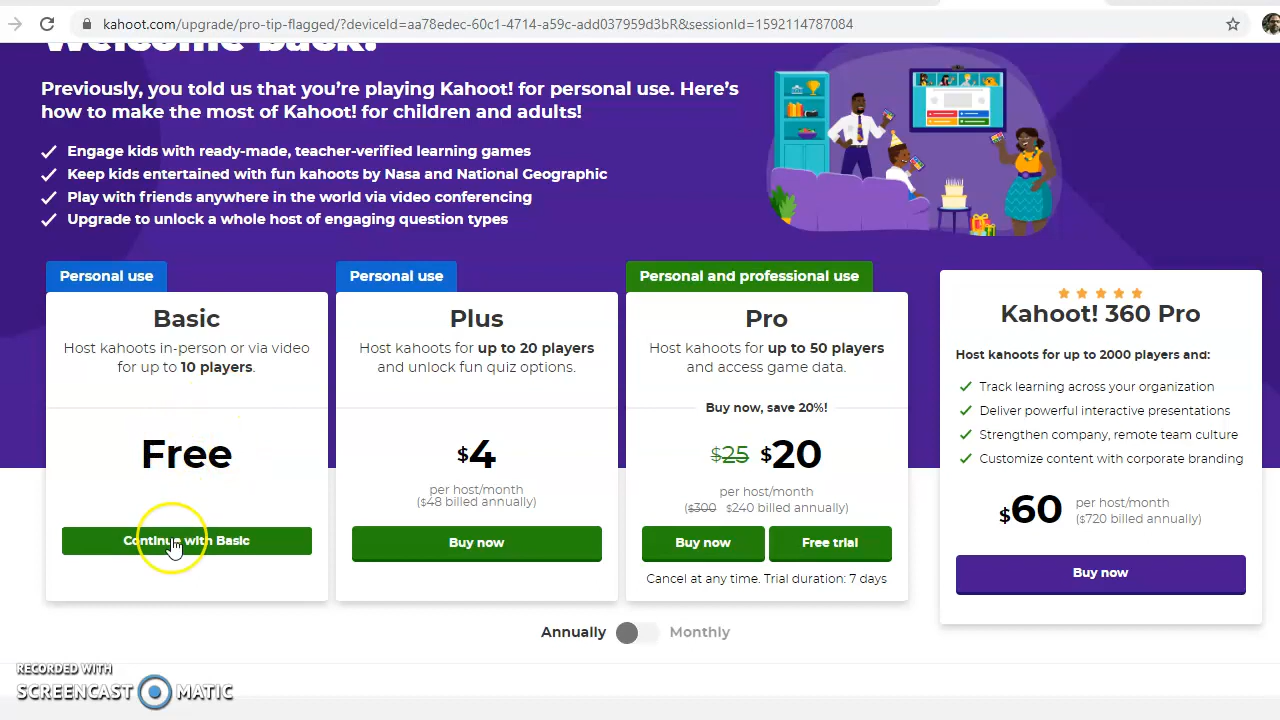 kahoot.com/upgrade/pro-tip-flagged/?deviceId=aa78edec-60c1-4714-a59c-add037959d3bR&sessionId=1592114787084
Welcome back!
Previously, you told us that you're playing Kahoot! for personal use. Here's
how to make the most of Kahoot! for children and adults!
Engage kids with ready-made, teacher-verified learning games
Keep kids entertained with fun kahoots by Nasa and National Geographic
Play with friends anywhere in the world via video conferencing
Upgrade to unlock a whole host of engaging question types
Personal use
Basic
Host kahoots in-person or via video
for up to 10 players.
Free
Continue with Basic
Personal use
Plus
Host kahoots for up to 20 players
and unlock fun quiz options.
$4
per host/month
($48 billed annually)
Buy now
Personal and professional use
Pro
Host kahoots for up to 50 players
and access game data.
Buy now, save 20%!
$25 $20
per host/month
($300 $240 billed annually)
Buy now
Free trial
Cancel at any time. Trial duration: 7 days
Kahoot! 360 Pro
Host kahoots for up to 2000 players and:
Track learning across your organization
Deliver powerful interactive presentations
Strengthen company, remote team culture
Customize content with corporate branding
$60
per host/month
($720 billed annually)
Buy now
Annually
Monthly
RECORDED WITH
SCREENCAST MATIC